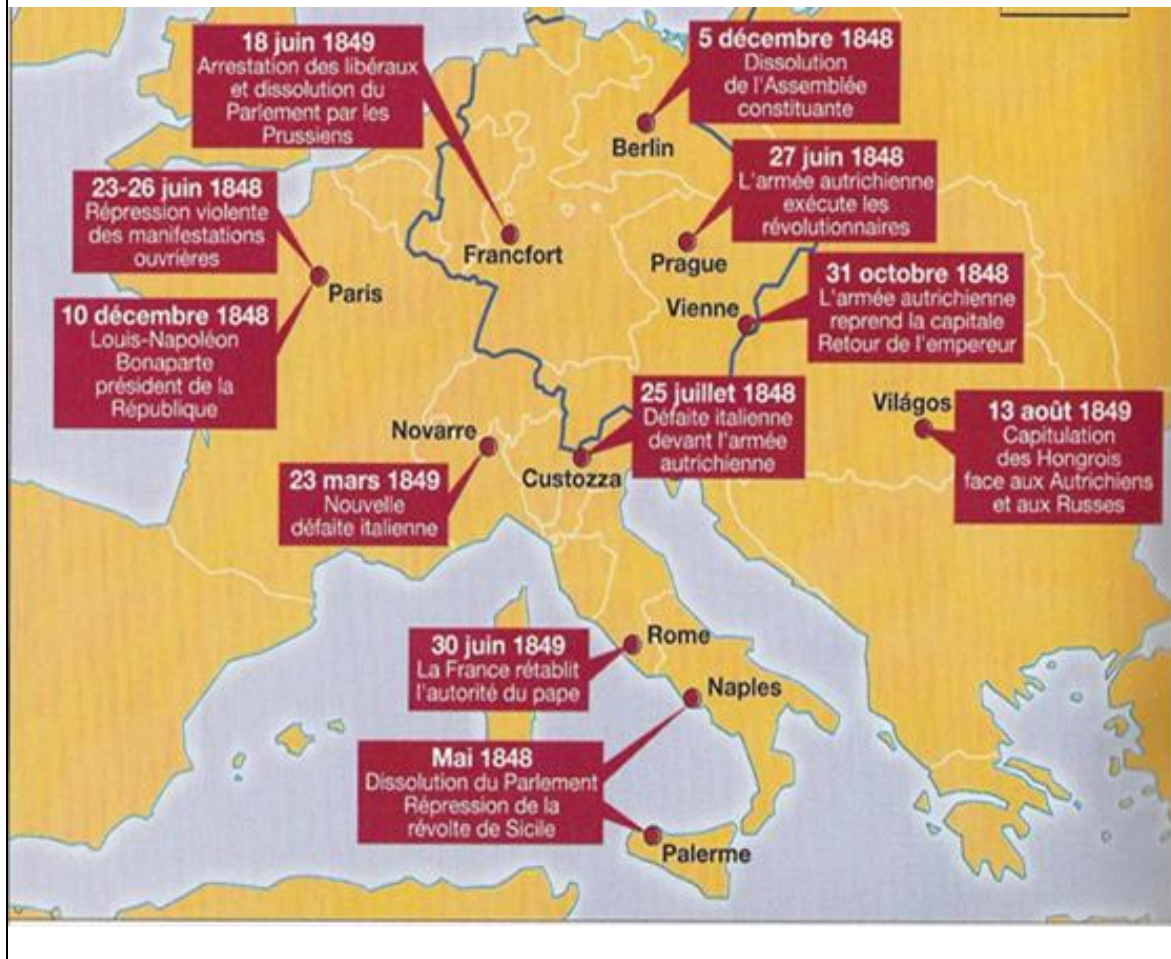 18 juin 1849
Arrestation des libéraux
et dissolution du
Parlement par les
Prussiens
5 décembre 1848
Dissolution
de l'Assemblée
constituante
Berlin
27 juin 1848
L'armée autrichienne
exécute les
révolutionnaires
23-26 juin 1848
Répression violente
des manifestations
ouvrières
Francfort
Prague
Paris
31 octobre 1848
L'armée autrichienne
reprend la capitale
Retour de l'empereur
Vienne
10 décembre 1848
Louis-Napoléon
Bonaparte
président de la
République
25 juillet 1848
Défaite italienne
devant l'armée
autrichienne
Világos
13 août 1849
Capitulation
des Hongrois
face aux Autrichiens
et aux Russes
Novarre
Custozza
23 mars 1849
Nouvelle
défaite italienne
30 juin 1849
La France rétablit
l'autorité du pape
Rome
Naples
Mai 1848
Dissolution du Parlement
Répression de la
révolte de Sicile
Palerme